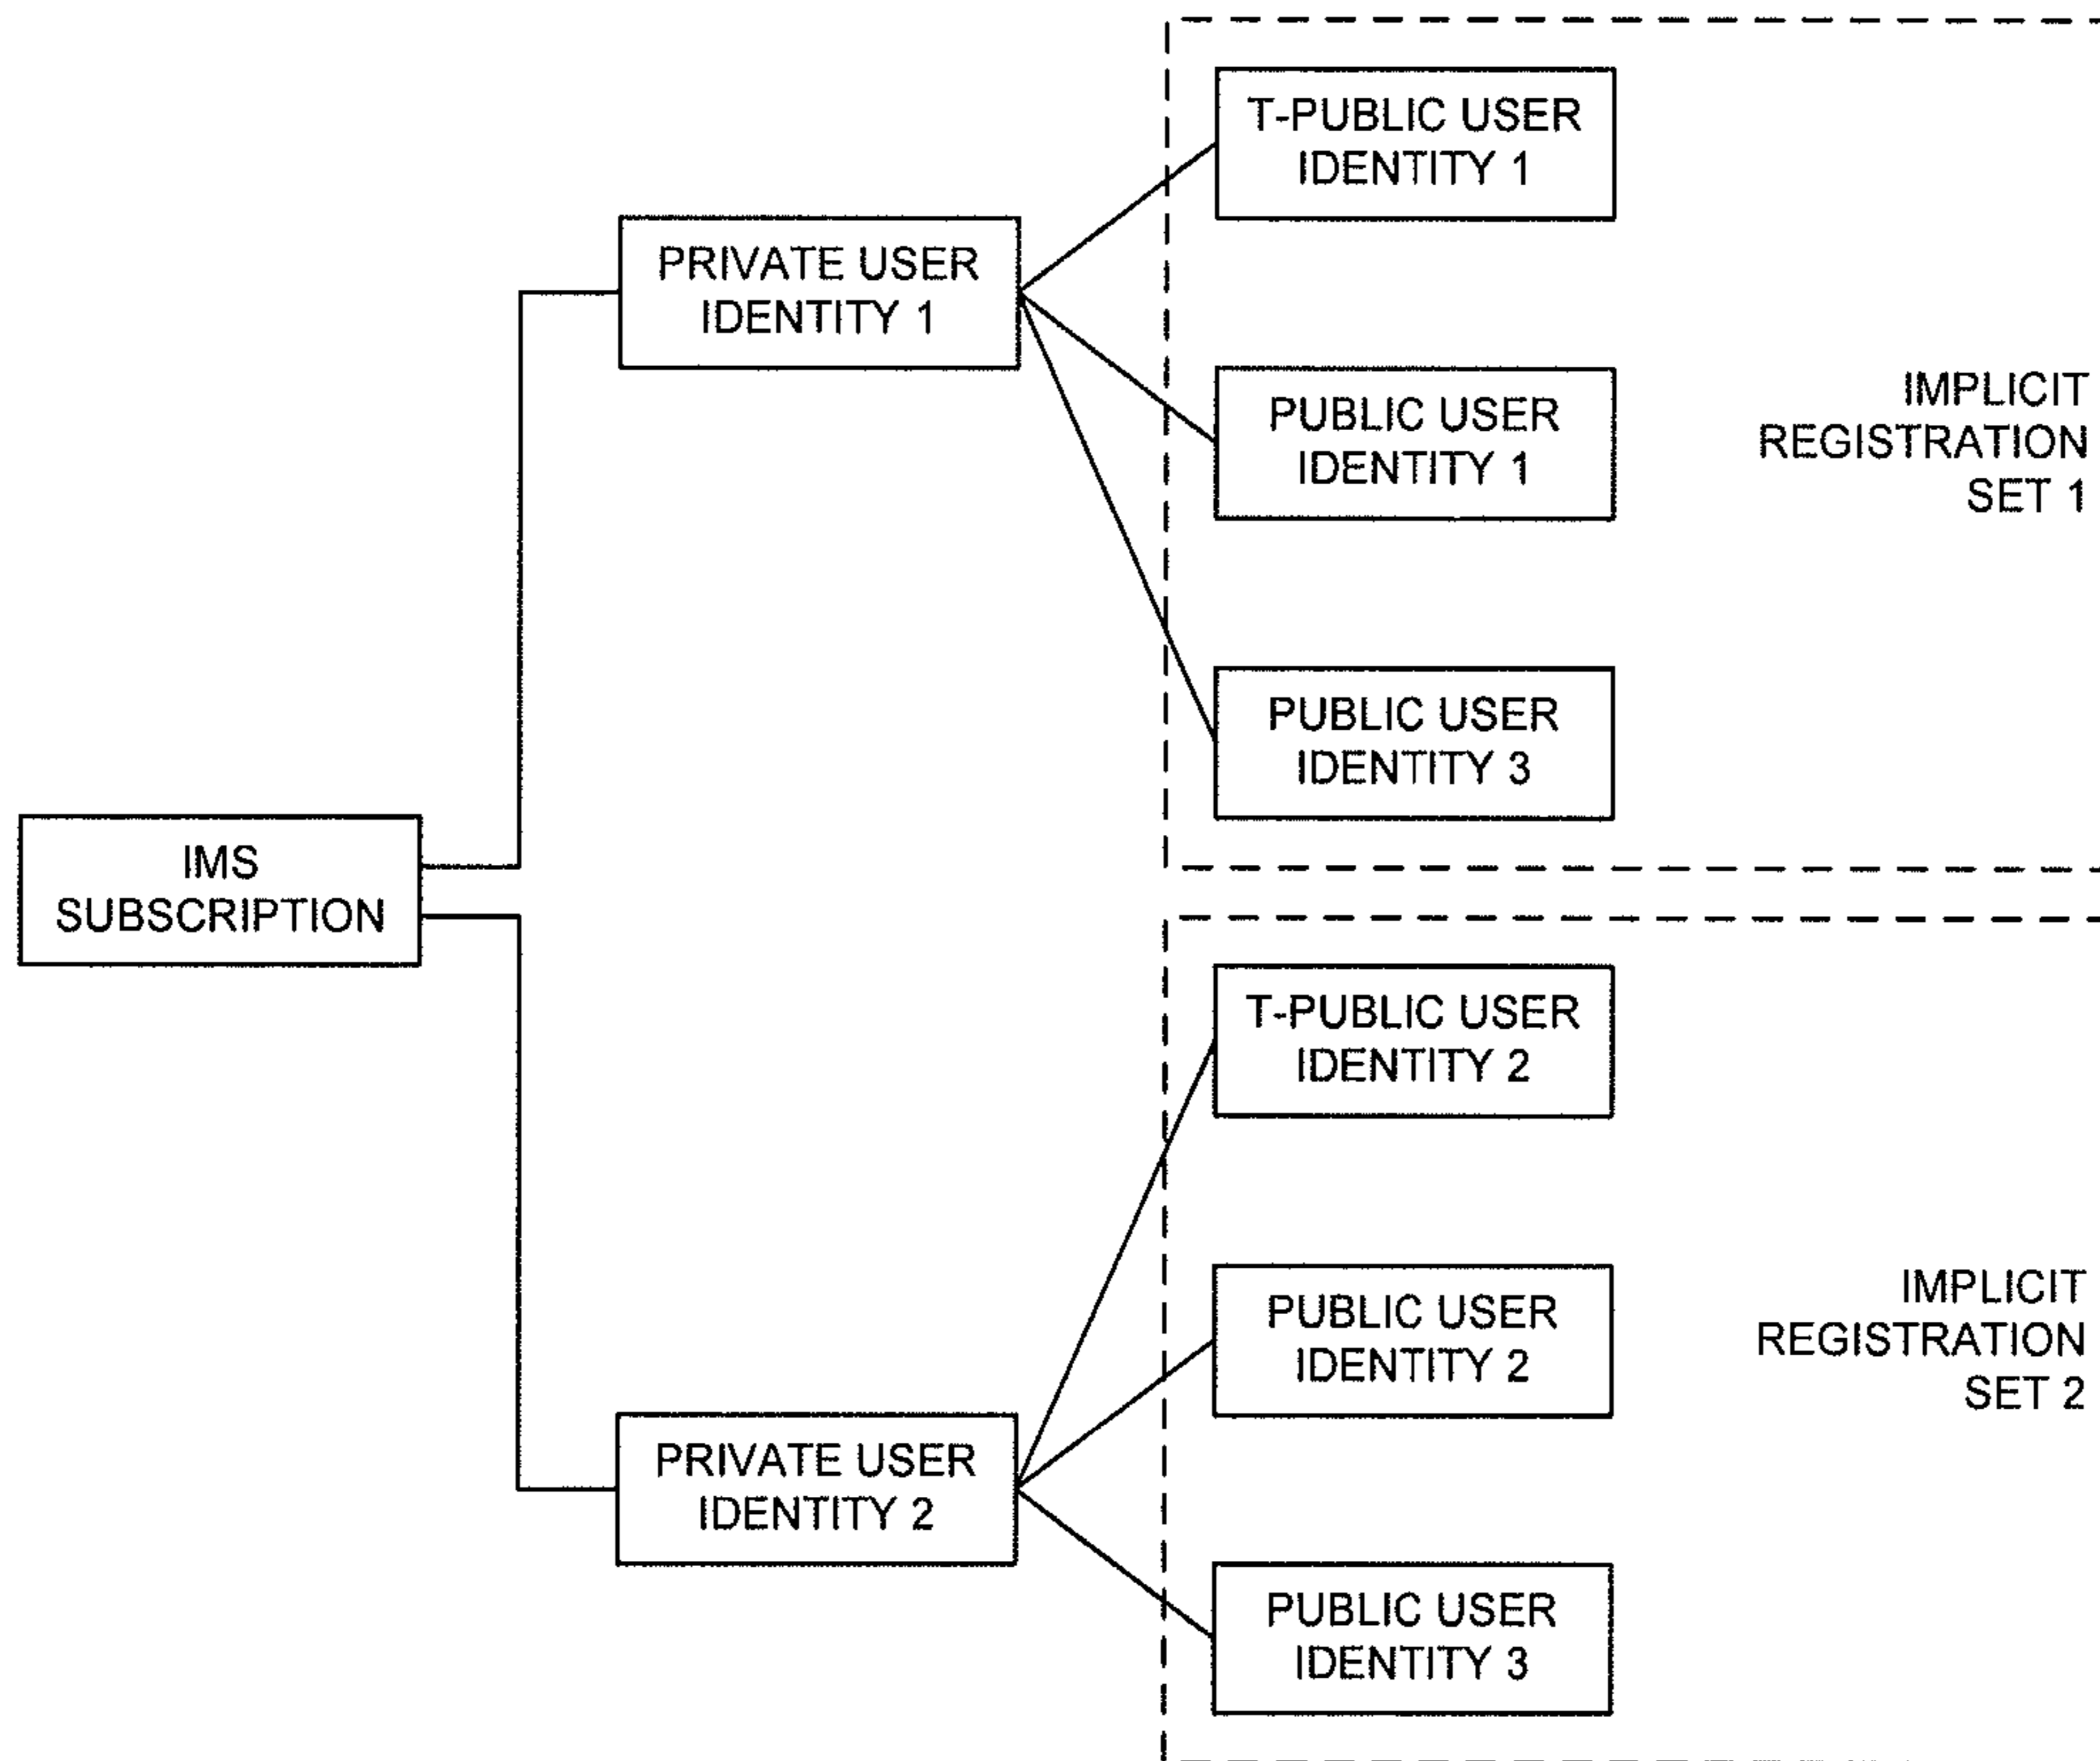 T-PUBLIC USER
IDENTITY 1
PRIVATE USER
IDENTITY 1
PUBLIC USER
IDENTITY 1
IMPLICIT
REGISTRATION
SET 1
PUBLIC USER
IDENTITY 3
IMS
SUBSCRIPTION
T-PUBLIC USER
IDENTITY 2
PUBLIC USER
IDENTITY 2
IMPLICIT
REGISTRATION
SET 2
PRIVATE USER
IDENTITY 2
PUBLIC USER
IDENTITY 3